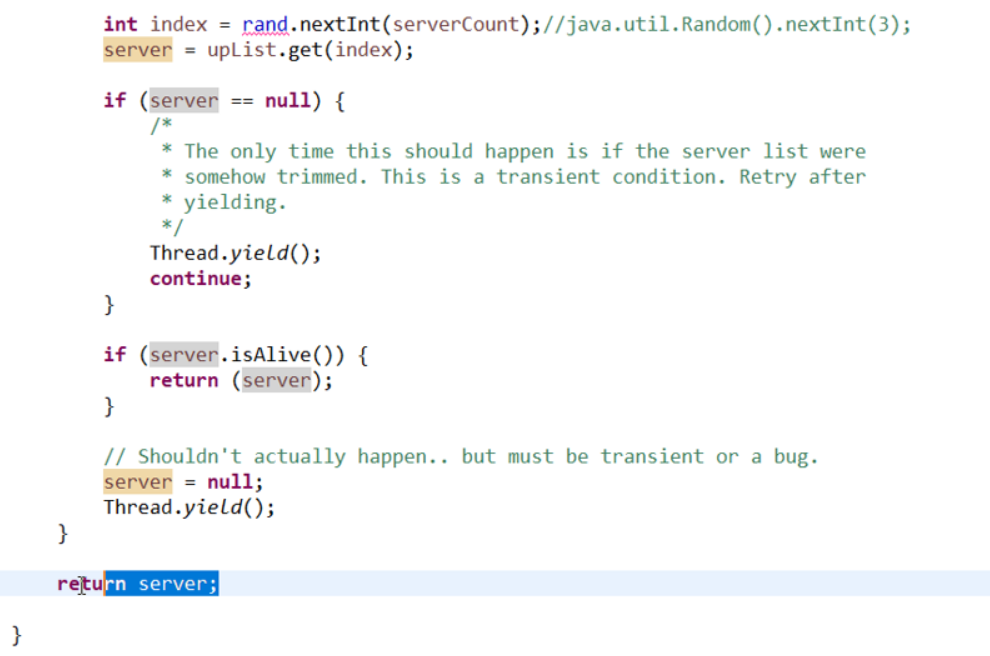 int index = rand.nextInt(serverCount);//java.util.Random().nextInt(3);
server = upList.get(index);
if (server == null) {
/*
* The only time this should happen is if the server list were
* somehow trimmed. This is a transient condition. Retry after
* yielding.
*/
Thread.yield();
continue;
}
if (server.isAlive()) {
return (server);
}
// Shouldn't actually happen.. but must be transient or a bug.
server = null;
Thread.yield();
}
return server;
}